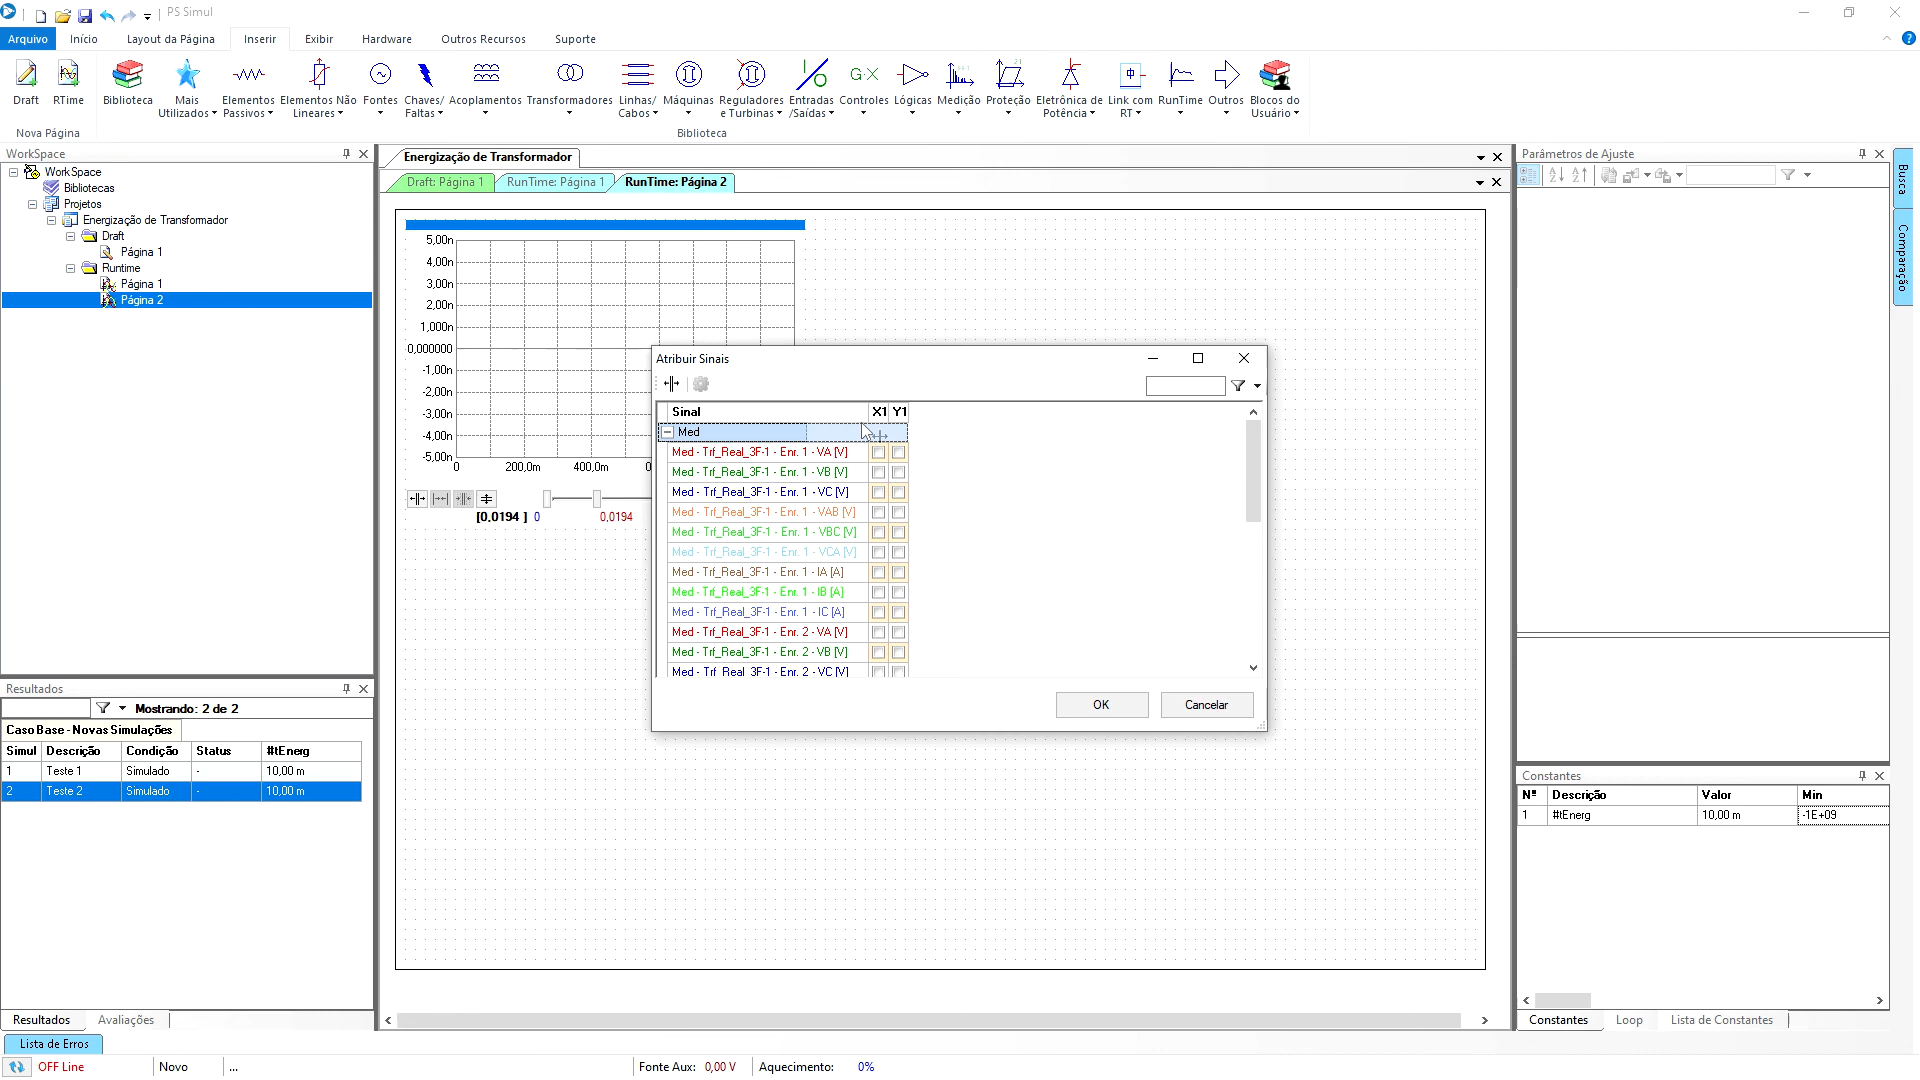 PS Simul
Arquivo Início Layout da Página Inserir Exibir Hardware Outros Recursos Suporte
Draft RTime Biblioteca Mais Utilizados Elementos Passivos Elementos Não Lineares Fontes Chaves/ Faltas Acoplamentos Transformadores Linhas/ Cabos Máquinas Reguladores e Turbinas Entradas /Saídas Controles Lógicas Medição Proteção Eletrônica de Potência Link com RT RunTime Outros Blocos do Usuário
Nova Página Biblioteca
WorkSpace
WorkSpace
Bibliotecas
Projetos
Energização de Transformador
Draft
Página 1
Runtime
Página 1
Página 2
Energização de Transformador
Draft: Página 1 RunTime: Página 1 RunTime: Página 2
5,00n
4,00n
3,00n
2,00n
1,000n
0,000000
-1,00n
-2,00n
-3,00n
-4,00n
-5,00n
0 200,0m 400,0m
[0,0194 ] 0 0,0194
Atribuir Sinais
Sinal X1 Y1
Med
Med - Trf_Real_3F-1 - Enr. 1 - VA [V]
Med - Trf_Real_3F-1 - Enr. 1 - VB [V]
Med - Trf_Real_3F-1 - Enr. 1 - VC [V]
Med - Trf_Real_3F-1 - Enr. 1 - VAB [V]
Med - Trf_Real_3F-1 - Enr. 1 - VBC [V]
Med - Trf_Real_3F-1 - Enr. 1 - VCA [V]
Med - Trf_Real_3F-1 - Enr. 1 - IA [A]
Med - Trf_Real_3F-1 - Enr. 1 - IB [A]
Med - Trf_Real_3F-1 - Enr. 1 - IC [A]
Med - Trf_Real_3F-1 - Enr. 2 - VA [V]
Med - Trf_Real_3F-1 - Enr. 2 - VB [V]
Med - Trf_Real_3F-1 - Enr. 2 - VC [V]
OK Cancelar
Parâmetros de Ajuste
Busca
Comparação
Resultados
Mostrando: 2 de 2
Caso Base - Novas Simulações
Simul Descrição Condição Status #tEnerg
1 Teste 1 Simulado - 10,00 m
2 Teste 2 Simulado - 10,00 m
Resultados Avaliações
Constantes
Nº Descrição Valor Min
1 #tEnerg 10,00 m -1E+09
Constantes Loop Lista de Constantes
Lista de Erros
OFF Line Novo ... Fonte Aux: 0,00 V Aquecimento: 0%